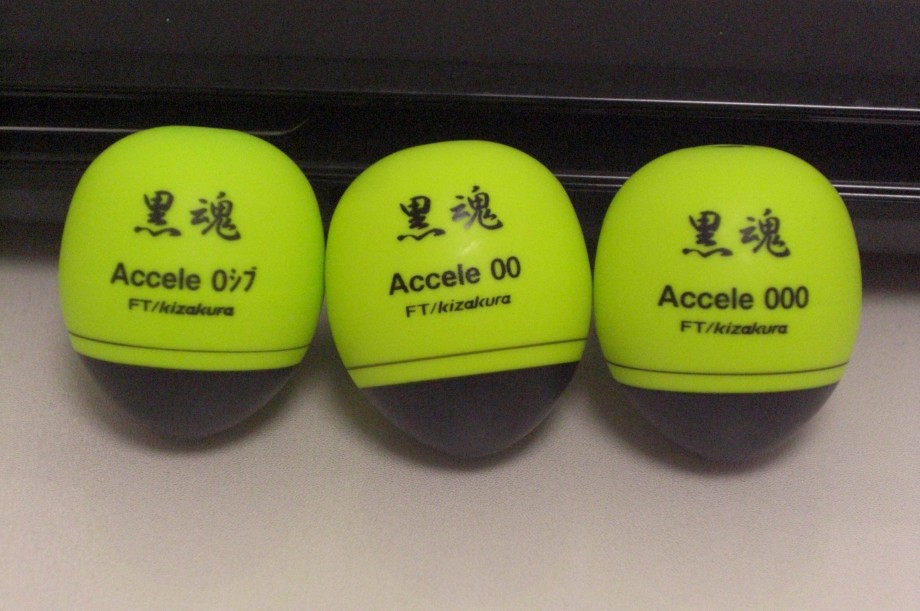 黒魂
Accele 0シブ
FT/kizakura
黒魂
Accele 00
FT/kizakura
黒魂
Accele 000
FT/kizakura